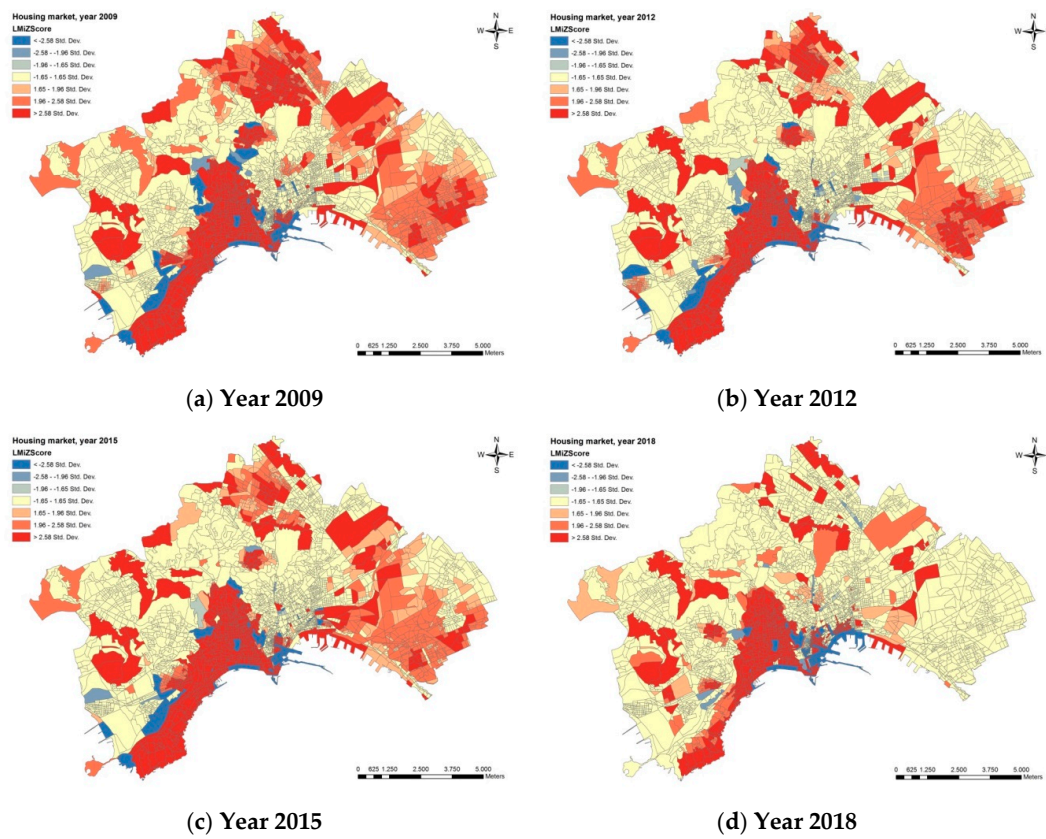 Housing market, year 2009
LMiZScore
< -2.58 Std. Dev.
-2.58 - -1.96 Std. Dev.
-1.96 - -1.65 Std. Dev.
-1.65 - 1.65 Std. Dev.
1.65 - 1.96 Std. Dev.
1.96 - 2.58 Std. Dev.
> 2.58 Std. Dev.
N
W E
S
0 625 1.250 2.500 3.750 5.000
Meters
(a) Year 2009
Housing market, year 2012
LMiZScore
< -2.58 Std. Dev.
-2.58 - -1.96 Std. Dev.
-1.96 - -1.65 Std. Dev.
-1.65 - 1.65 Std. Dev.
1.65 - 1.96 Std. Dev.
1.96 - 2.58 Std. Dev.
> 2.58 Std. Dev.
N
W E
S
0 625 1.250 2.500 3.750 5.000
Meters
(b) Year 2012
Housing market, year 2015
LMiZScore
< -2.58 Std. Dev.
-2.58 - -1.96 Std. Dev.
-1.96 - -1.65 Std. Dev.
-1.65 - 1.65 Std. Dev.
1.65 - 1.96 Std. Dev.
1.96 - 2.58 Std. Dev.
> 2.58 Std. Dev.
N
W E
S
0 625 1.250 2.500 3.750 5.000
Meters
(c) Year 2015
Housing market, year 2018
LMiZScore
< -2.58 Std. Dev.
-2.58 - -1.96 Std. Dev.
-1.96 - -1.65 Std. Dev.
-1.65 - 1.65 Std. Dev.
1.65 - 1.96 Std. Dev.
1.96 - 2.58 Std. Dev.
> 2.58 Std. Dev.
N
W E
S
0 625 1.250 2.500 3.750 5.000
Meters
(d) Year 2018